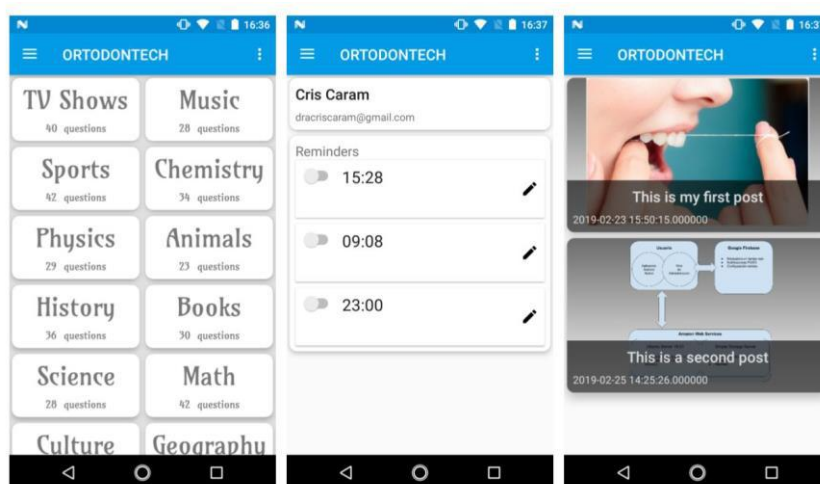 16:36
ORTODONTECH
TV Shows
40 questions
Music
28 questions
Sports
42 questions
Chemistry
34 questions
Physics
29 questions
Animals
23 questions
History
36 questions
Books
30 questions
Science
28 questions
Math
42 questions
Culture
Geography
16:37
ORTODONTECH
Cris Caram
dracriscaram@gmail.com
Reminders
15:28
09:08
23:00
16:37
ORTODONTECH
This is my first post
2019-02-23 15:50:15.000000
Usuario
Google Firebase
Amazon Web Services
This is a second post
2019-02-25 14:25:26.000000